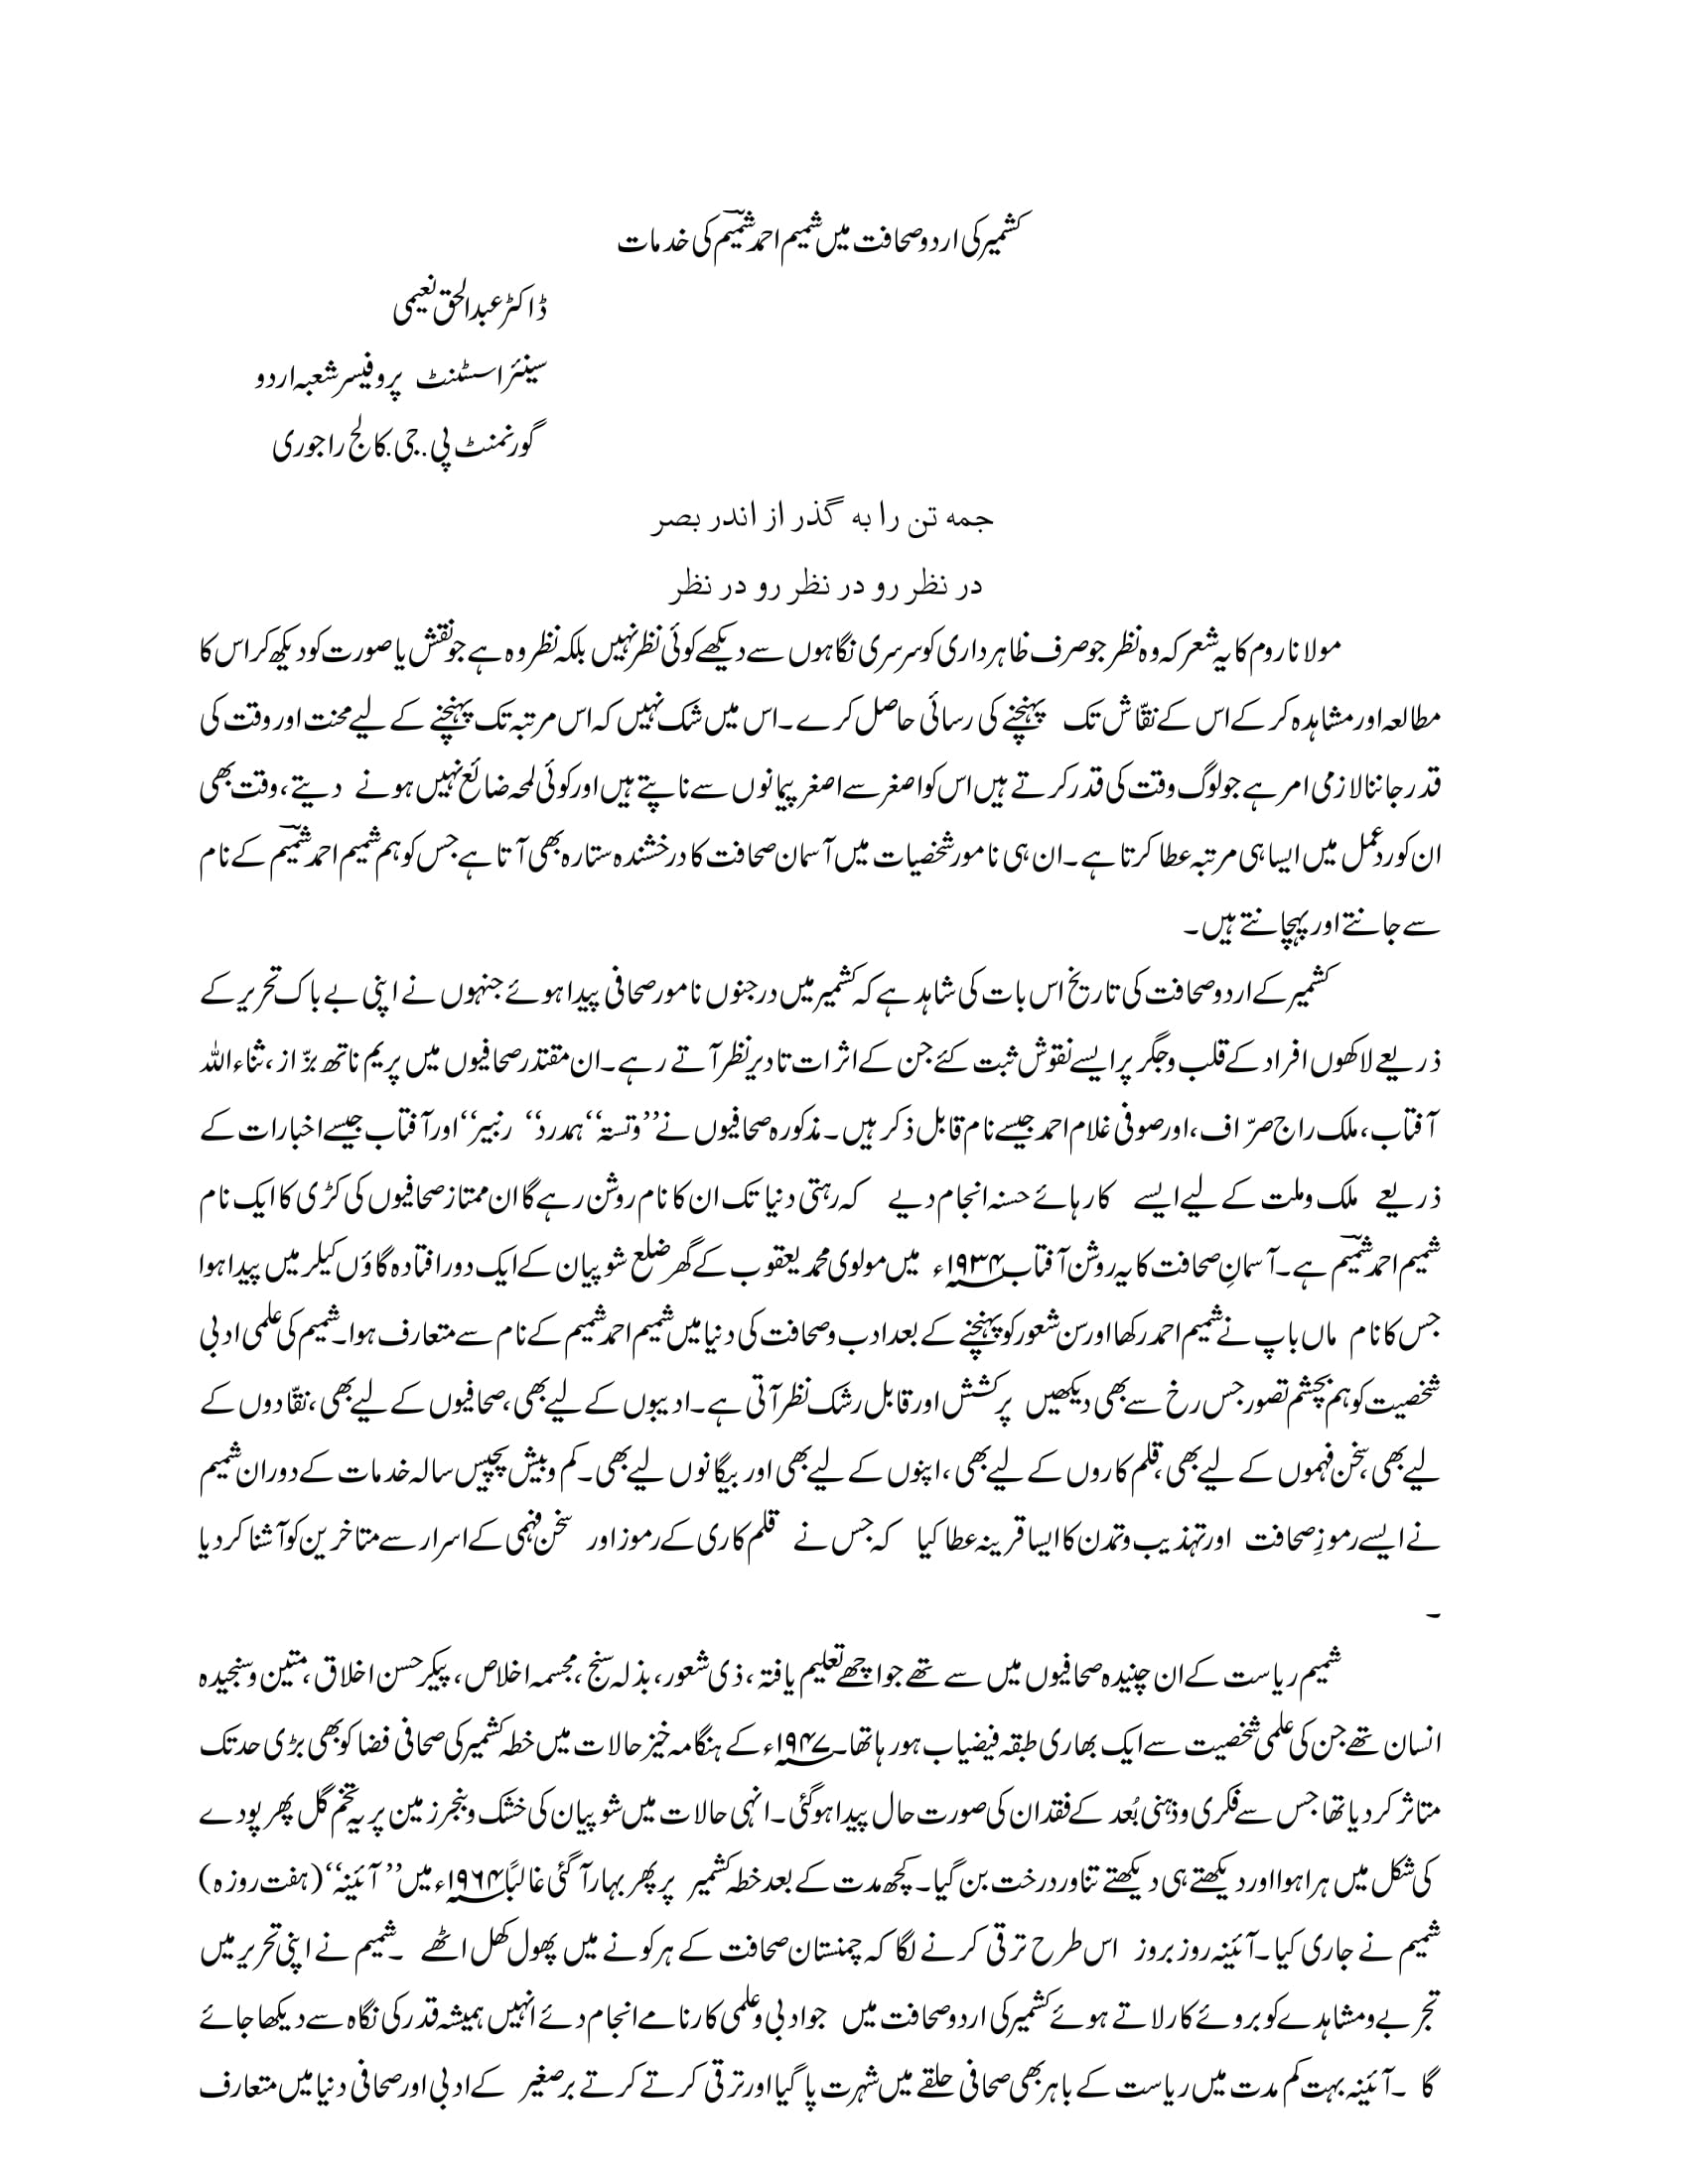 کشمیر کی اردو صحافت میں شمیم احمد شمیمؔ کی خدمات
ڈاکٹر عبدالحق نعیمی
سینئر اسسٹنٹ پروفیسر شعبہ اردو
گورنمنٹ پی.جی.کالج راجوری
جمه تن را به گذر از اندر بصر
در نظر رو در نظر رو در نظر
مولانا روم کا یہ شعر کہ وہ نظر جو صرف ظاہرداری کو سرسری نگاہوں سے دیکھے کوئی نظر نہیں بلکہ نظر وہ ہے جو نقش یا صورت کو دیکھ کر اس کا
مطالعہ اور مشاہدہ کر کے اس کے نقّاش تک پہنچنے کی رسائی حاصل کرے۔اس میں شک نہیں کہ اس مرتبہ تک پہنچنے کے لیے محنت اور وقت کی
قدر جاننا لازمی امر ہے جو لوگ وقت کی قدر کرتے ہیں اس کو اصغر سے اصغر پیمانوں سے ناپتے ہیں اور کوئی لمحہ ضائع نہیں ہونے دیتے، وقت بھی
ان کو ردِعمل میں ایسا ہی مرتبہ عطا کرتا ہے۔ان ہی نامور شخصیات میں آسمان صحافت کا درخشندہ ستارہ بھی آتا ہے جس کو ہم شمیم احمد شمیمؔ کے نام
سے جانتے اور پہچانتے ہیں۔
کشمیر کے اردو صحافت کی تاریخ اس بات کی شاہد ہے کہ کشمیر میں درجنوں نامور صحافی پیدا ہوئے جنہوں نے اپنی بے باک تحریر کے
ذریعے لاکھوں افراد کے قلب و جگر پر ایسے نقوش ثبت کئے جن کے اثرات تا دیر نظر آتے رہے۔ان مقتدر صحافیوں میں پریم ناتھ بزّاز، ثناء اللہ
آفتاب، ملک راج صرّاف، اور صوفی غلام احمد جیسے نام قابل ذکر ہیں۔مذکورہ صحافیوں نے ’’وتستہ‘‘ ہمدرد‘‘ رنبیر‘‘ اور آفتاب جیسے اخبارات کے
ذریعے ملک و ملت کے لیے ایسے کارہائے حسنہ انجام دیے کہ رہتی دنیا تک ان کا نام روشن رہے گا ان ممتاز صحافیوں کی کڑی کا ایک نام
شمیم احمد شمیمؔ ہے۔آسمانِ صحافت کا یہ روشن آفتاب ۱۹۳۴ء میں مولوی محمد یعقوب کے گھر ضلع شوپیان کے ایک دور افتادہ گاؤں کیلر میں پیدا ہوا
جس کا نام ماں باپ نے شمیم احمد رکھا اور سن شعور کو پہنچنے کے بعد ادب و صحافت کی دنیا میں شمیم احمد شمیم کے نام سے متعارف ہوا۔شمیم کی علمی ادبی
شخصیت کو ہم بچشم تصور جس رخ سے بھی دیکھیں پرکشش اور قابل رشک نظر آتی ہے۔ادیبوں کے لیے بھی، صحافیوں کے لیے بھی، نقّادوں کے
لیے بھی، سخن فہموں کے لیے بھی، قلم کاروں کے لیے بھی، اپنوں کے لیے بھی اور بیگانوں لیے بھی۔کم و بیش پچیس سالہ خدمات کے دوران شمیم
نے ایسے رموزِ صحافت اور تہذیب و تمدن کا ایسا قرینہ عطا کیا کہ جس نے قلم کاری کے رموز اور سخن فہمی کے اسرار سے متاخرین کو آشنا کر دیا
۔
شمیم ریاست کے ان چنیدہ صحافیوں میں سے تھے جو اچھے تعلیم یافتہ، ذی شعور، بذلہ سنج، مجسمہ اخلاص، پیکر حسن اخلاق، متین و سنجیدہ
انسان تھے جن کی علمی شخصیت سے ایک بھاری طبقہ فیضیاب ہو رہا تھا۔۱۹۴۷ء کے ہنگامہ خیز حالات میں خطہ کشمیر کی صحافی فضا کو بھی بڑی حد تک
متاثر کر دیا تھا جس سے فکری و ذہنی بُعد کے فقدان کی صورت حال پیدا ہو گئی۔انہی حالات میں شوپیان کی خشک و بنجر زمین پر یہ تخم گل پھر پودے
کی شکل میں ہرا ہوا اور دیکھتے ہی دیکھتے تناور درخت بن گیا۔کچھ مدت کے بعد خطہ کشمیر پر پھر بہار آ گئی غالباً ۱۹۶۴ء میں ’’آئینہ‘‘ (ہفت روزہ)
شمیم نے جاری کیا۔آئینہ روز بروز اس طرح ترقی کرنے لگا کہ چمنستان صحافت کے ہر کونے میں پھول کھل اٹھے ۔شمیم نے اپنی تحریر میں
تجربے و مشاہدے کو بروئے کار لاتے ہوئے کشمیر کی اردو صحافت میں جو ادبی و علمی کارنامے انجام دئے انہیں ہمیشہ قدر کی نگاہ سے دیکھا جائے
گا ۔آئینہ بہت کم مدت میں ریاست کے باہر بھی صحافی حلقے میں شہرت پا گیا اور ترقی کرتے کرتے برصغیر کے ادبی اور صحافی دنیا میں متعارف